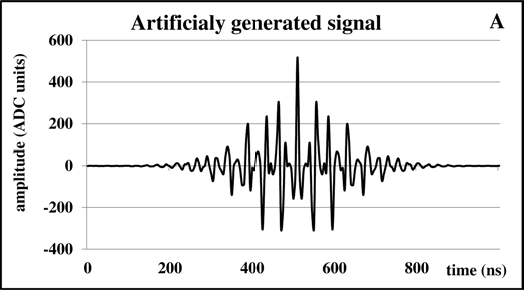 Artificialy generated signal A
600
400
200
0
-200
-400
amplitude (ADC units)
0 200 400 600 800 time (ns)